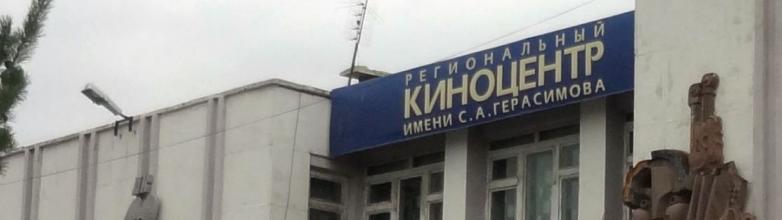 РЕГИОНАЛЬНЫЙ
КИНОЦЕНТР
ИМЕНИ С.А.ГЕРАСИМОВА